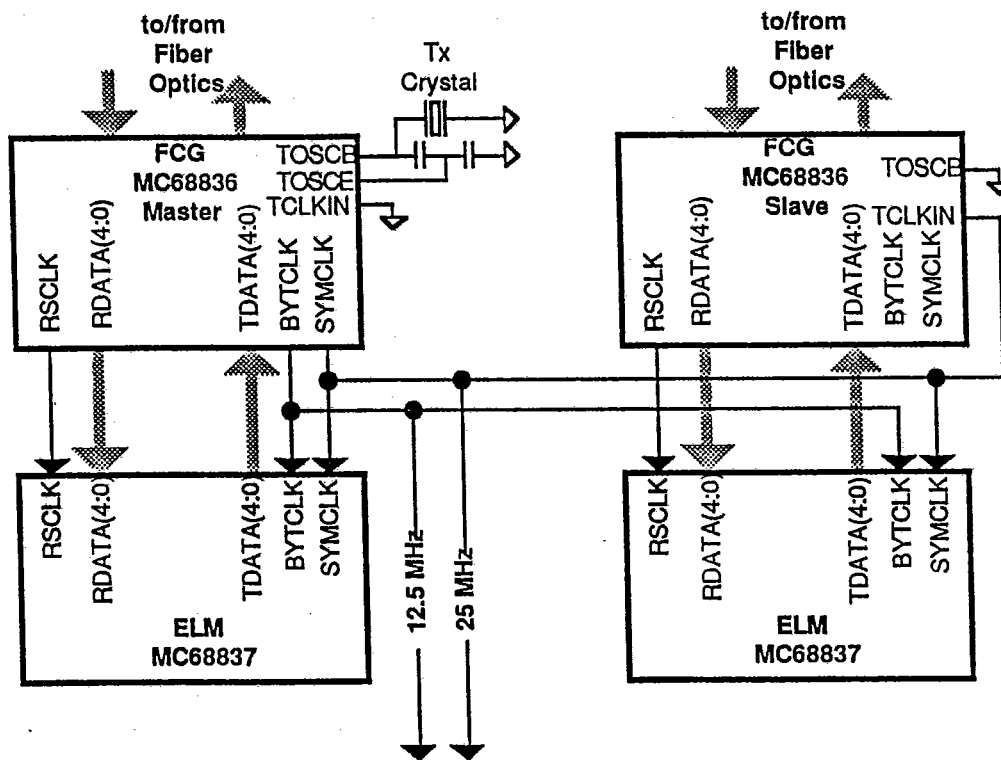 to/from
Fiber
Optics
Tx
Crystal
FCG
MC68836
Master
TOSCB
TOSCE
TCLKIN
RSCLK
RDATA(4:0)
TDATA(4:0)
BYTCLK
SYMCLK
RSCLK
RDATA(4:0)
TDATA(4:0)
BYTCLK
SYMCLK
ELM
MC68837
12.5 MHz
25 MHz
to/from
Fiber
Optics
FCG
MC68836
Slave
TOSCB
TCLKIN
RSCLK
RDATA(4:0)
TDATA(4:0)
BYTCLK
SYMCLK
RSCLK
RDATA(4:0)
TDATA(4:0)
BYTCLK
SYMCLK
ELM
MC68837